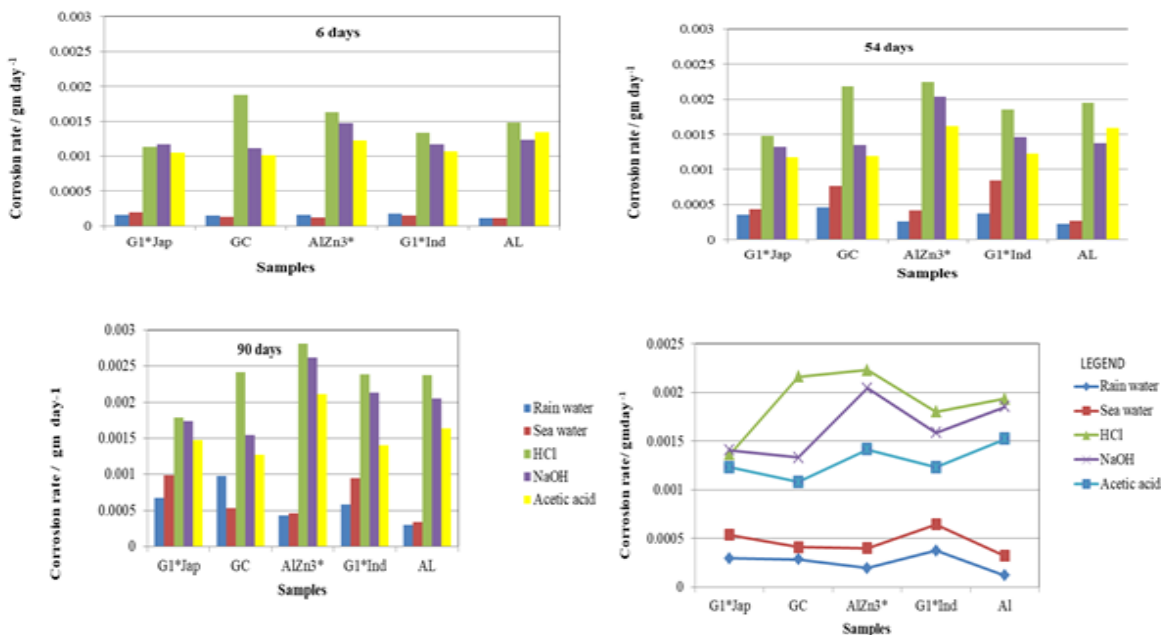 6 days
Corrosion rate / gm day⁻¹
0.003
0.0025
0.002
0.0015
0.001
0.0005
0
G1*Jap GC AlZn3* G1*Ind AL
Samples
54 days
Corrosion rate / gm day⁻¹
0.003
0.0025
0.002
0.0015
0.001
0.0005
0
G1*Jap GC AlZn3* G1*Ind AL
Samples
90 days
Corrosion rate / gm day-1
0.003
0.0025
0.002
0.0015
0.001
0.0005
0
G1*Jap GC AlZn3* G1*Ind AL
Samples
Rain water
Sea water
HCl
NaOH
Acetic acid
Corrosion rate/ gmday⁻¹
0.0025
0.002
0.0015
0.001
0.0005
0
G1*Jap GC AlZn3* G1*Ind Al
Samples
LEGEND
Rain water
Sea water
HCl
NaOH
Acetic acid